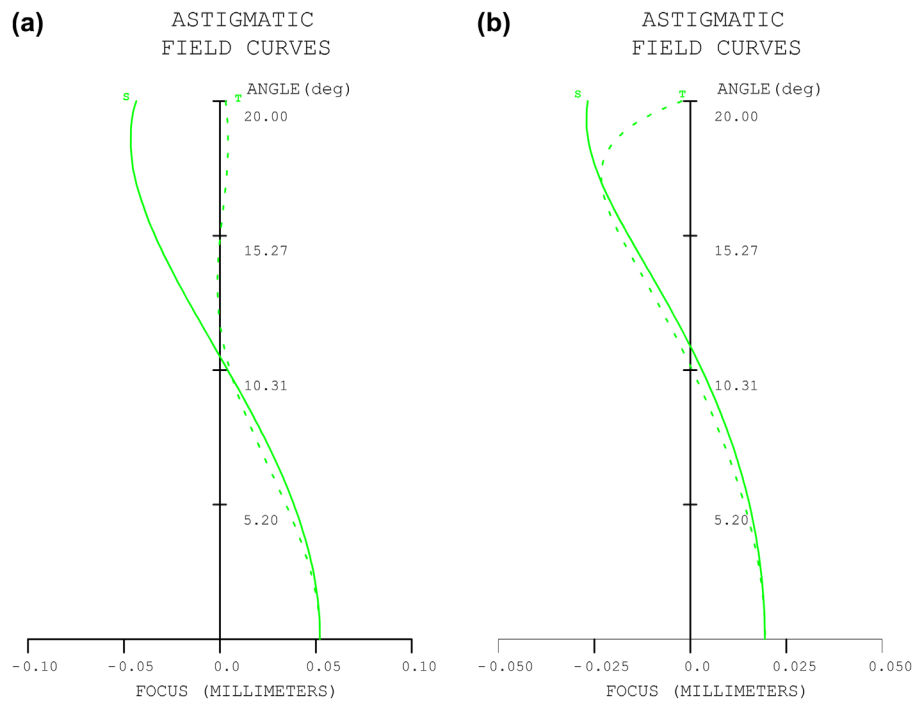 (a)
ASTIGMATIC
FIELD CURVES
S
T
ANGLE(deg)
20.00
15.27
10.31
5.20
-0.10
-0.05
0.0
0.05
0.10
FOCUS (MILLIMETERS)
(b)
ASTIGMATIC
FIELD CURVES
S
T
ANGLE(deg)
20.00
15.27
10.31
5.20
-0.050
-0.025
0.0
0.025
0.050
FOCUS (MILLIMETERS)